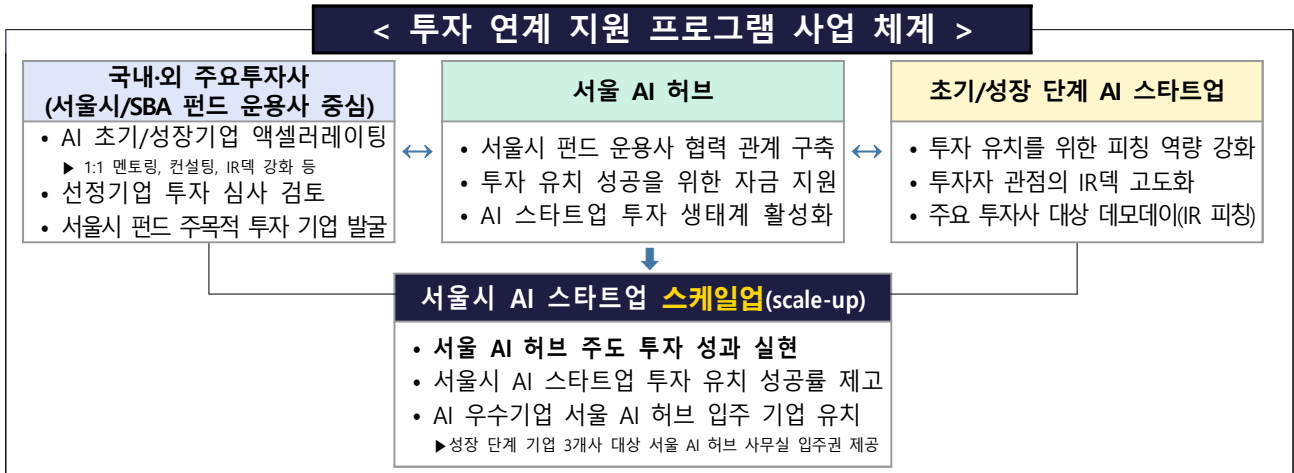 < 투자 연계 지원 프로그램 사업 체계 >
국내·외 주요투자사
(서울시/SBA 펀드 운용사 중심)
• AI 초기/성장기업 액셀러레이팅
▶ 1:1 멘토링, 컨설팅, IR덱 강화 등
• 선정기업 투자 심사 검토
• 서울시 펀드 주목적 투자 기업 발굴
서울 AI 허브
• 서울시 펀드 운용사 협력 관계 구축
• 투자 유치 성공을 위한 자금 지원
• AI 스타트업 투자 생태계 활성화
초기/성장 단계 AI 스타트업
• 투자 유치를 위한 피칭 역량 강화
• 투자자 관점의 IR덱 고도화
• 주요 투자사 대상 데모데이(IR 피칭)
서울시 AI 스타트업 스케일업(scale-up)
• 서울 AI 허브 주도 투자 성과 실현
• 서울시 AI 스타트업 투자 유치 성공률 제고
• AI 우수기업 서울 AI 허브 입주 기업 유치
▶성장 단계 기업 3개사 대상 서울 AI 허브 사무실 입주권 제공